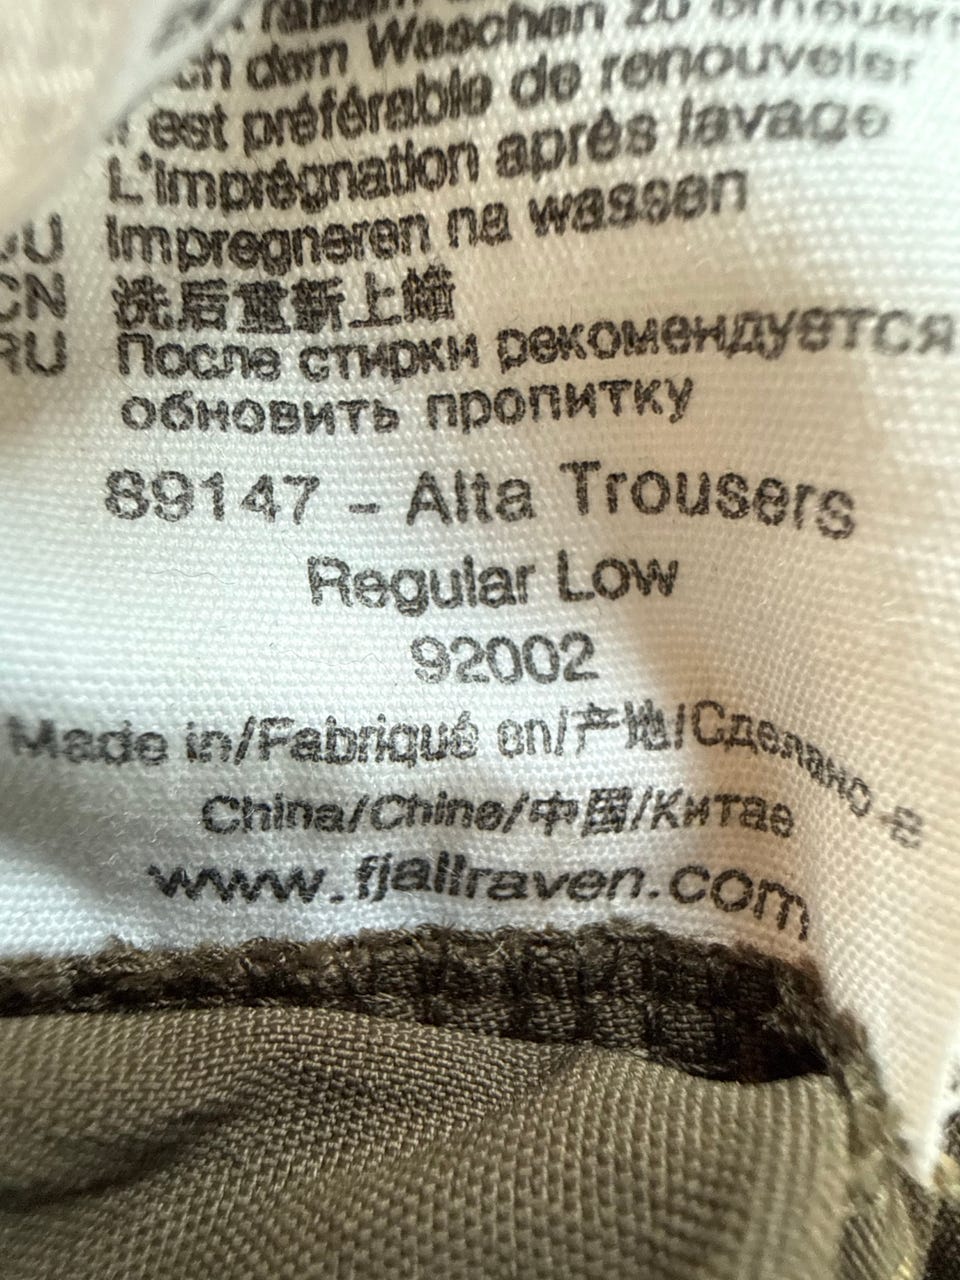 dem Waschen zu erneuern
Il est préférable de renouveler
L'imprégnation après lavage
Impregneren na wassen
CN 洗后重新上蜡
RU После стирки рекомендуется
обновить пропитку
89147 - Alta Trousers
Regular Low
92002
Made in/Fabriqué en/产地/Сделано -в
China/Chine/中国/Китае
www.fjallraven.com